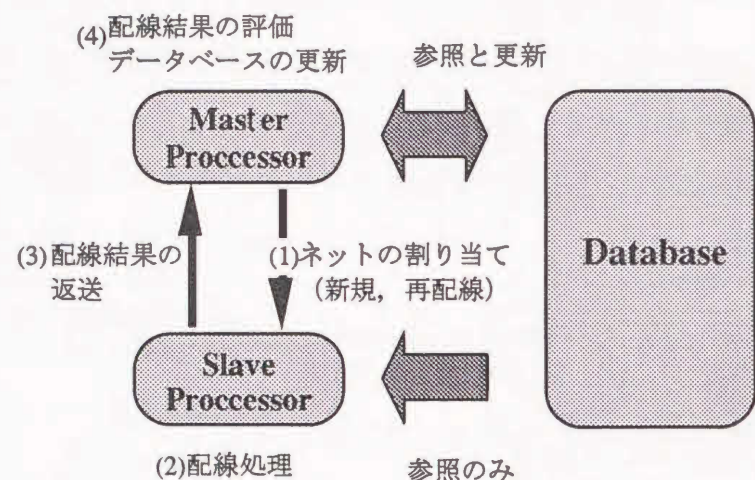 (4)配線結果の評価
データベースの更新
参照と更新
Master
Proccessor
(3)配線結果の
返送
(1)ネットの割り当て
(新規，再配線)
Database
Slave
Proccessor
(2)配線処理
参照のみ